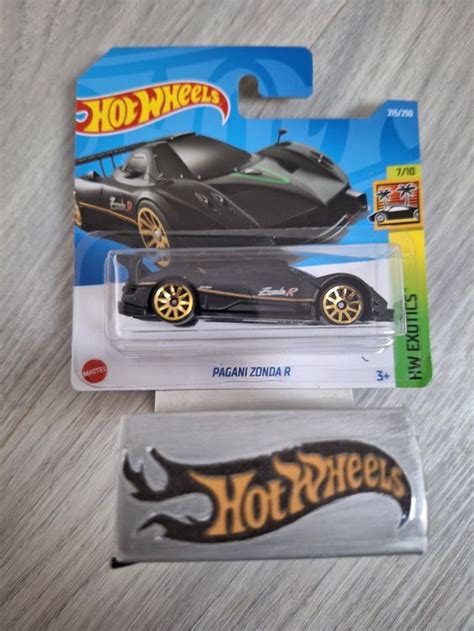 HOT WHEELS
215/250
7/10
Zonda R
Zonda R
HW EXOTICS
MATTEL
PAGANI ZONDA R
3+
HOT WHEELS